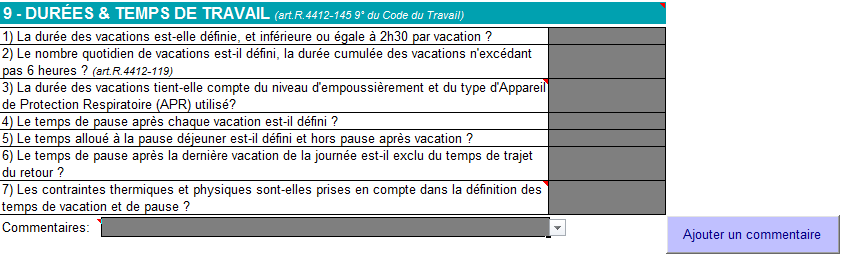 9 - DURÉES & TEMPS DE TRAVAIL (art.R.4412-145 9° du Code du Travail)
1) La durée des vacations est-elle définie, et inférieure ou égale à 2h30 par vacation ?
2) Le nombre quotidien de vacations est-il défini, la durée cumulée des vacations n'excédant
pas 6 heures ? (art.R.4412-119)
3) La durée des vacations tient-elle compte du niveau d'empoussièrement et du type d'Appareil
de Protection Respiratoire (APR) utilisé?
4) Le temps de pause après chaque vacation est-il défini ?
5) Le temps alloué à la pause déjeuner est-il défini et hors pause après vacation ?
6) Le temps de pause après la dernière vacation de la journée est-il exclu du temps de trajet
du retour ?
7) Les contraintes thermiques et physiques sont-elles prises en compte dans la définition des
temps de vacation et de pause ?
Commentaires:
Ajouter un commentaire